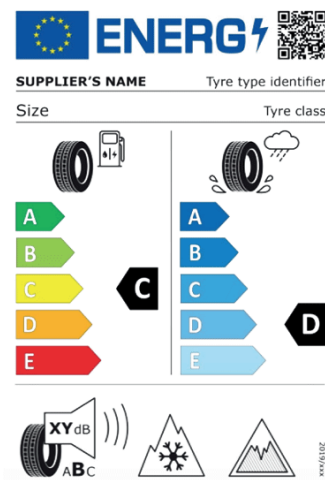 ENERG
SUPPLIER'S NAME Tyre type identifier
Size Tyre class
A A
B B
C C C
D D D
E E
XYdB
ABC
2019/xxx